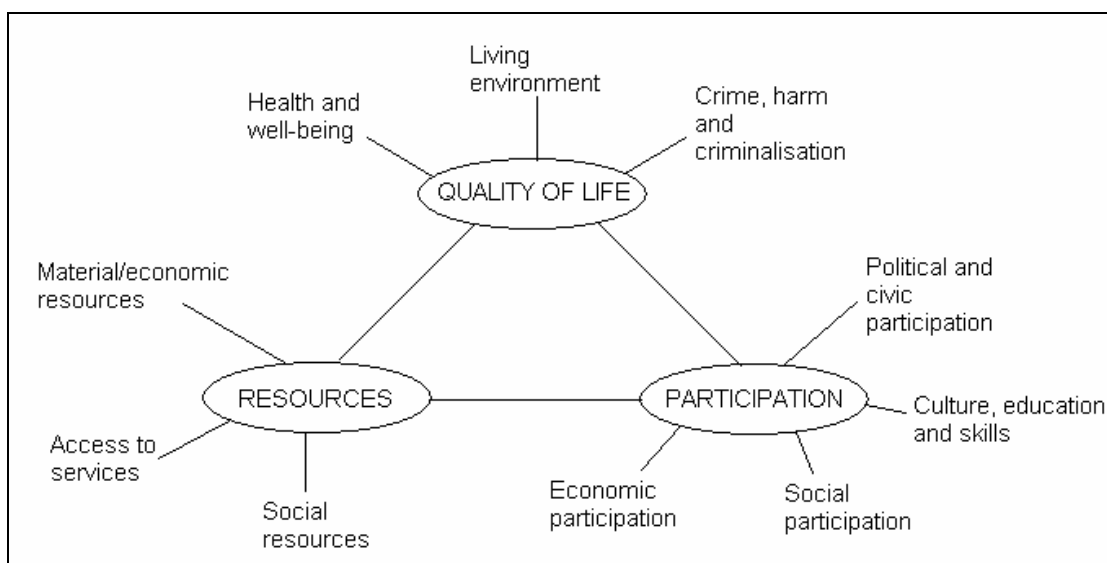 Living
environment
Health and
well-being
Crime, harm
and
criminalisation
QUALITY OF LIFE
Material/economic
resources
Political and
civic
participation
RESOURCES
PARTICIPATION
Culture, education
and skills
Access to
services
Social
resources
Economic
participation
Social
participation